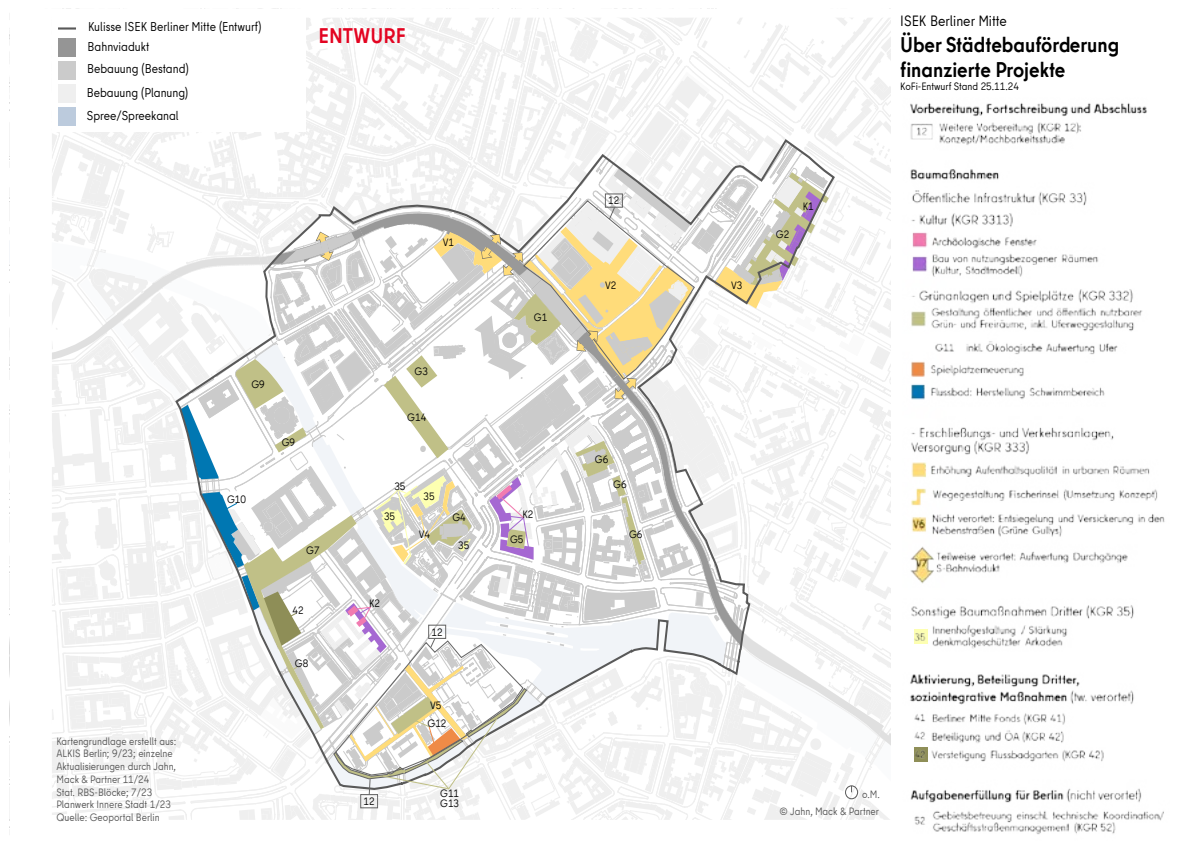 Kulisse ISEK Berliner Mitte (Entwurf)
Bahnviadukt
Bebauung (Bestand)
Bebauung (Planung)
Spree/Spreekanal
ENTWURF
ISEK Berliner Mitte
Über Städtebauförderung
finanzierte Projekte
KoFi-Entwurf Stand 25.11.24
Vorbereitung, Fortschreibung und Abschluss
12 Weitere Vorbereitung (KGR 12):
Konzept/Machbarkeitsstudie
Baumaßnahmen
Öffentliche Infrastruktur (KGR 33)
- Kultur (KGR 3313)
Archäologische Fenster
Bau von nutzungsbezogener Räumen
(Kultur, Stadtmodell)
- Grünanlagen und Spielplätze (KGR 332)
Gestaltung öffentlicher und öffentlich nutzbarer
Grün- und Freiräume, inkl. Uferweggestaltung
G11 inkl. Ökologische Aufwertung Ufer
Spielplatzerneuerung
Flussbad: Herstellung Schwimmbereich
- Erschließungs- und Verkehrsanlagen,
Versorgung (KGR 333)
Erhöhung Aufenthaltsqualität in urbanen Räumen
Wegegestaltung Fischerinsel (Umsetzung Konzept)
V6 Nicht verortet: Entsiegelung und Versickerung in den
Nebenstraßen (Grüne Gullys)
V7 Teilweise verortet: Aufwertung Durchgänge
S-Bahnviadukt
Sonstige Baumaßnahmen Dritter (KGR 35)
35 Innenhofgestaltung / Stärkung
denkmalgeschützter Arkaden
Aktivierung, Beteiligung Dritter,
soziointegrative Maßnahmen (tw. verortet)
41 Berliner Mitte Fonds (KGR 41)
42 Beteiligung und ÖA (KGR 42)
42 Verstetigung Flussbadgarten (KGR 42)
Aufgabenerfüllung für Berlin (nicht verortet)
52 Gebietsbetreuung einschl. technische Koordination/
Geschäftsstraßenmanagement (KGR 52)
12
K1
G2
V1
V2
V3
G1
G3
G9
G14
G9
G6
35
35
G6
G10
35
G4
K2
V4
G6
G5
35
G7
42
K2
12
G8
V5
G12
12
G11
G13
Kartengrundlage erstellt aus:
ALKIS Berlin; 9/23; einzelne
Aktualisierungen durch Jahn,
Mack & Partner 11/24
Stat. RBS-Blöcke; 7/23
Planwerk Innere Stadt 1/23
Quelle: Geoportal Berlin
o.M.
© Jahn, Mack & Partner